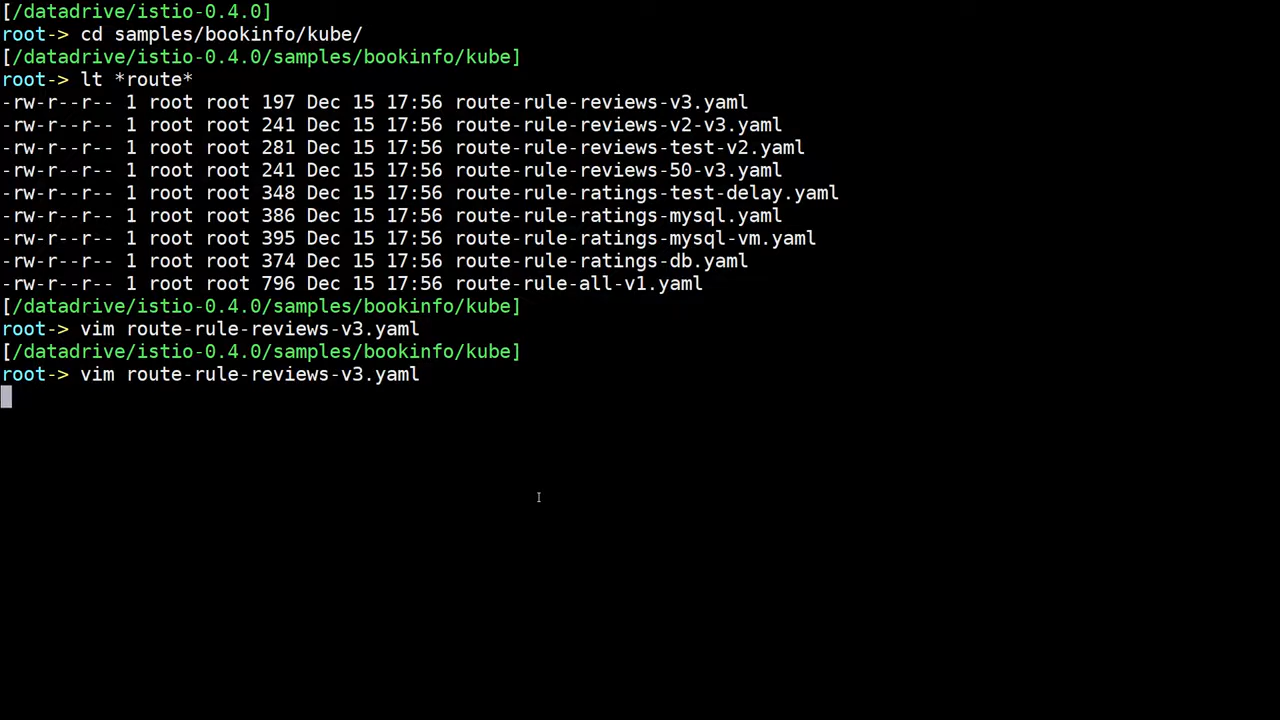 [/datadrive/istio-0.4.0]
root-> cd samples/bookinfo/kube/
[/datadrive/istio-0.4.0/samples/bookinfo/kube]
root-> lt *route*
-rw-r--r-- 1 root root 197 Dec 15 17:56 route-rule-reviews-v3.yaml
-rw-r--r-- 1 root root 241 Dec 15 17:56 route-rule-reviews-v2-v3.yaml
-rw-r--r-- 1 root root 281 Dec 15 17:56 route-rule-reviews-test-v2.yaml
-rw-r--r-- 1 root root 241 Dec 15 17:56 route-rule-reviews-50-v3.yaml
-rw-r--r-- 1 root root 348 Dec 15 17:56 route-rule-ratings-test-delay.yaml
-rw-r--r-- 1 root root 386 Dec 15 17:56 route-rule-ratings-mysql.yaml
-rw-r--r-- 1 root root 395 Dec 15 17:56 route-rule-ratings-mysql-vm.yaml
-rw-r--r-- 1 root root 374 Dec 15 17:56 route-rule-ratings-db.yaml
-rw-r--r-- 1 root root 796 Dec 15 17:56 route-rule-all-v1.yaml
[/datadrive/istio-0.4.0/samples/bookinfo/kube]
root-> vim route-rule-reviews-v3.yaml
[/datadrive/istio-0.4.0/samples/bookinfo/kube]
root-> vim route-rule-reviews-v3.yaml